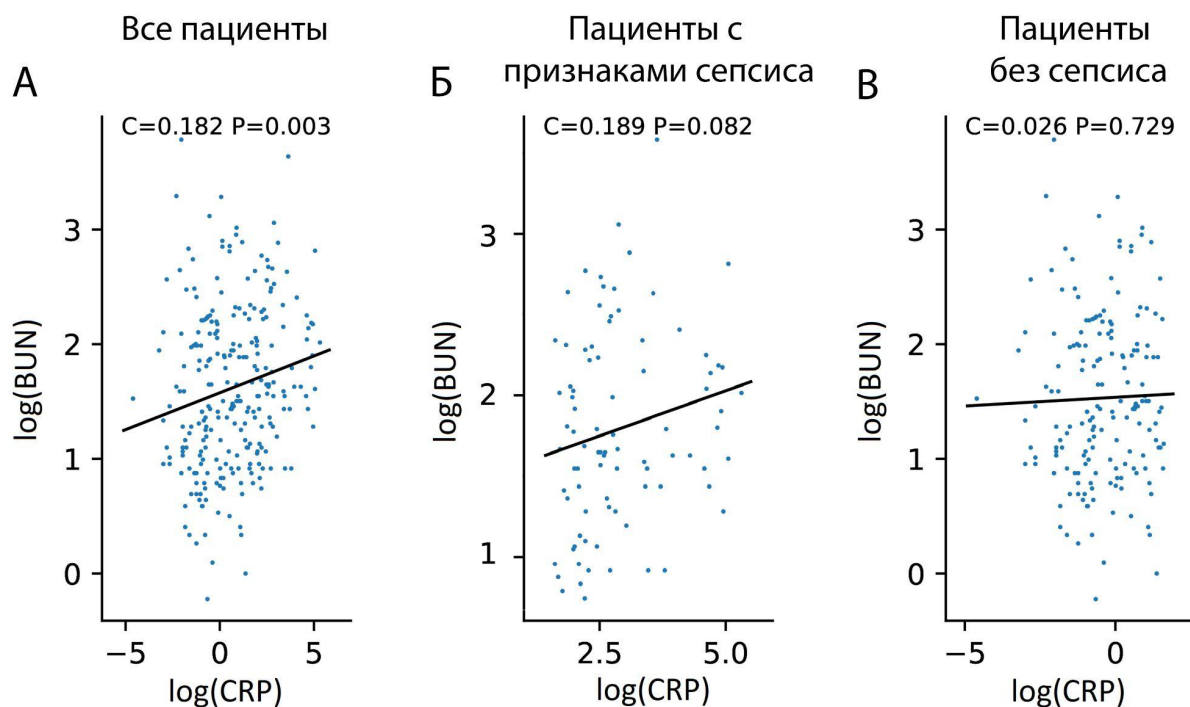 Все пациенты
А
C=0.182 P=0.003
3
2
1
0
log(BUN)
−5 0 5
log(CRP)
Пациенты с
признаками сепсиса
Б
C=0.189 P=0.082
3
2
1
log(BUN)
2.5 5.0
log(CRP)
Пациенты
без сепсиса
В
C=0.026 P=0.729
3
2
1
0
log(BUN)
−5 0
log(CRP)